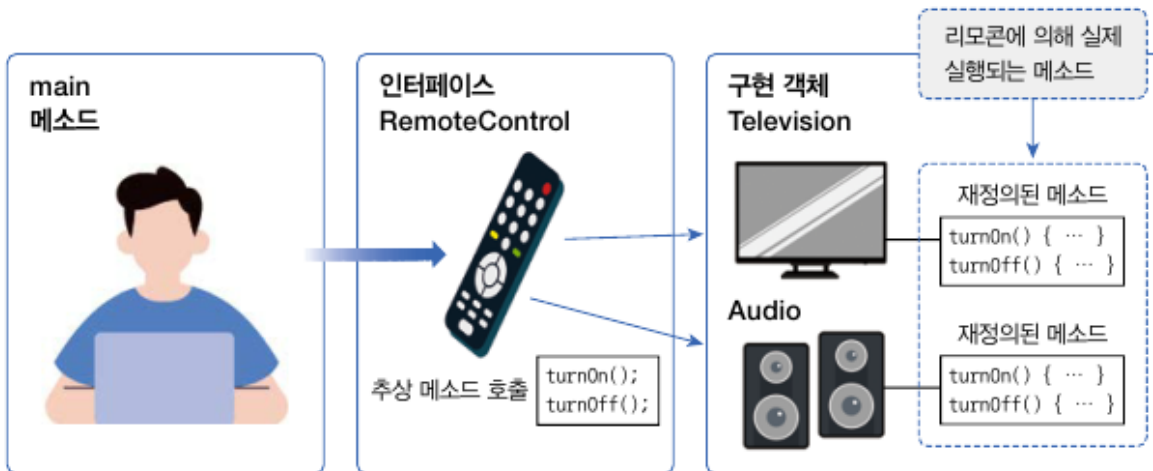 리모콘에 의해 실제
실행되는 메소드
main
메소드
인터페이스
RemoteControl
추상 메소드 호출
turnOn();
turnOff();
구현 객체
Television
재정의된 메소드
turnOn() { ··· }
turnOff() { ··· }
Audio
재정의된 메소드
turnOn() { ··· }
turnOff() { ··· }